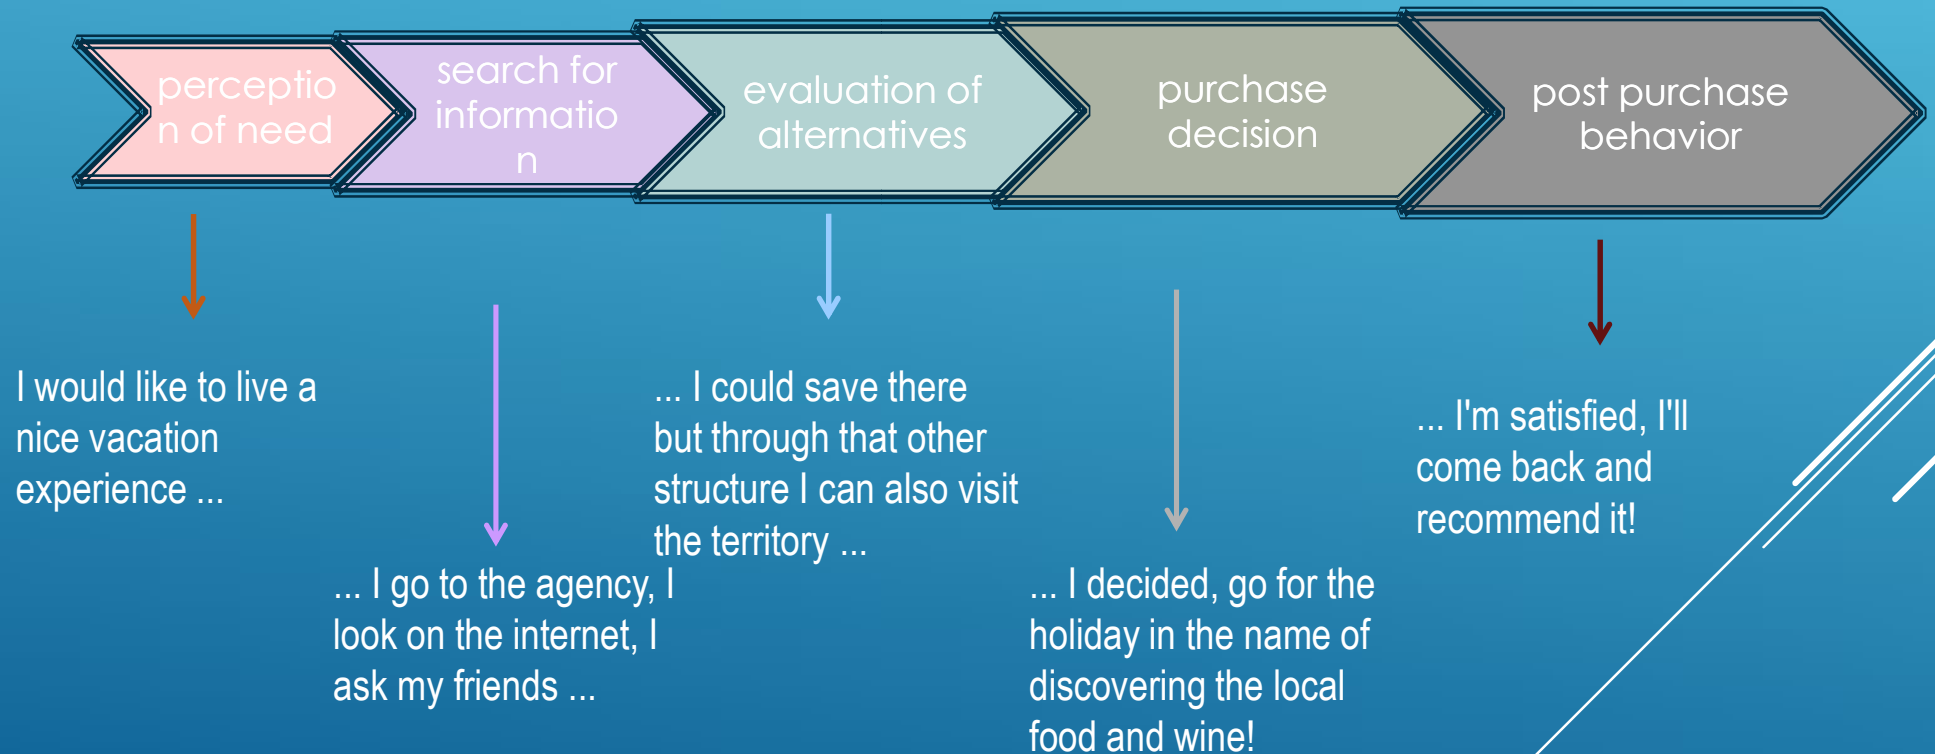 perceptio
n of need
search for
informatio
n
evaluation of
alternatives
purchase
decision
post purchase
behavior
I would like to live a
nice vacation
experience ...
... I go to the agency, I
look on the internet, I
ask my friends ...
... I could save there
but through that other
structure I can also visit
the territory ...
... I decided, go for the
holiday in the name of
discovering the local
food and wine!
... I'm satisfied, I'll
come back and
recommend it!